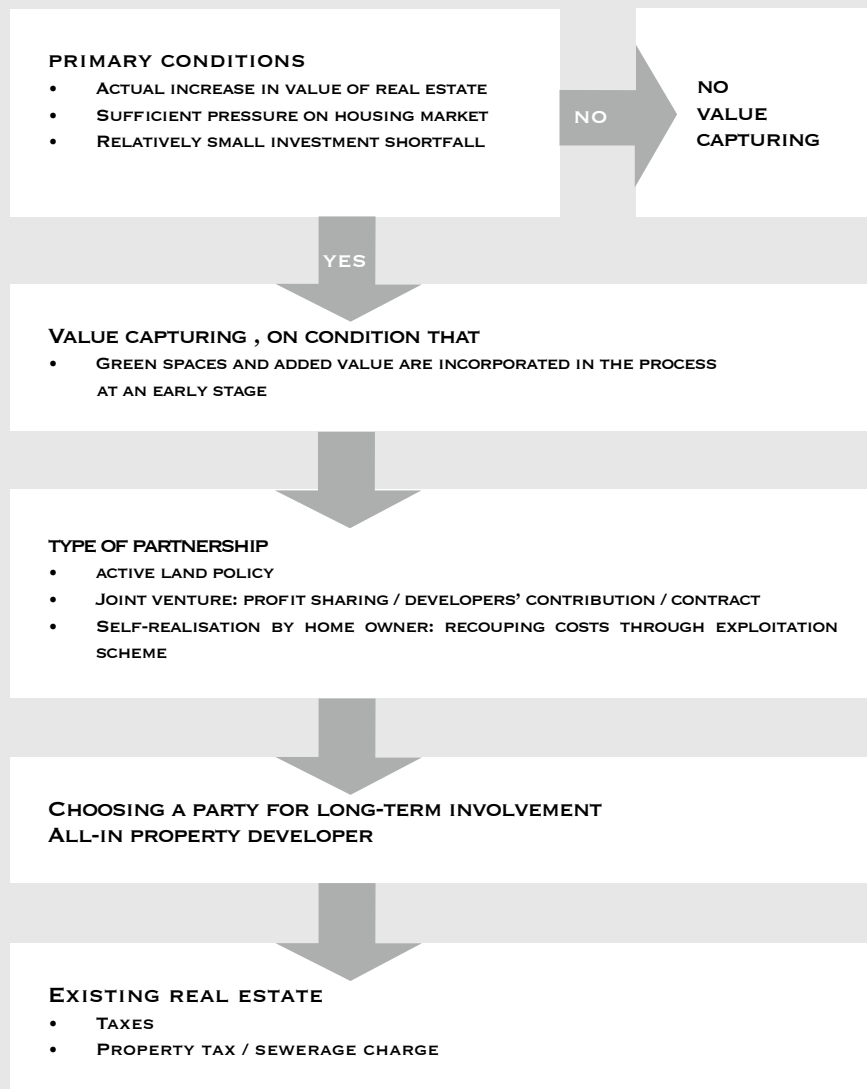 PRIMARY CONDITIONS
• ACTUAL INCREASE IN VALUE OF REAL ESTATE
• SUFFICIENT PRESSURE ON HOUSING MARKET
• RELATIVELY SMALL INVESTMENT SHORTFALL
NO
NO
VALUE
CAPTURING
YES
VALUE CAPTURING , ON CONDITION THAT
• GREEN SPACES AND ADDED VALUE ARE INCORPORATED IN THE PROCESS
AT AN EARLY STAGE
TYPE OF PARTNERSHIP
• ACTIVE LAND POLICY
• JOINT VENTURE: PROFIT SHARING / DEVELOPERS’ CONTRIBUTION / CONTRACT
• SELF-REALISATION BY HOME OWNER: RECOUPING COSTS THROUGH EXPLOITATION
SCHEME
CHOOSING A PARTY FOR LONG-TERM INVOLVEMENT
ALL-IN PROPERTY DEVELOPER
EXISTING REAL ESTATE
• TAXES
• PROPERTY TAX / SEWERAGE CHARGE